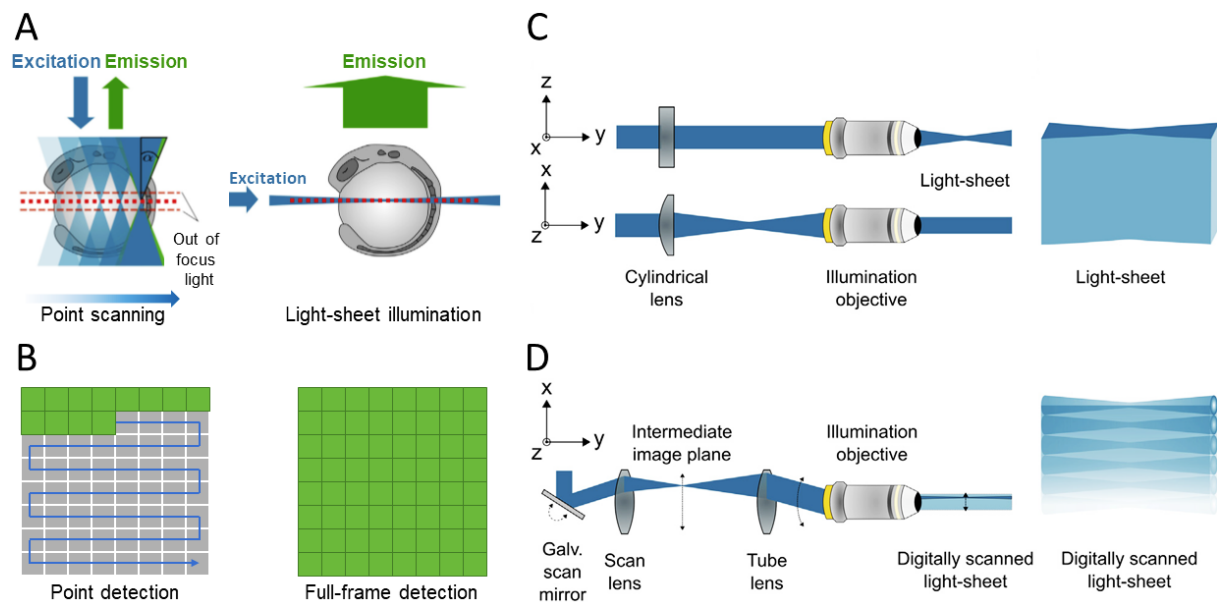 A
Excitation Emission
α
Out of
focus
light
Point scanning
Emission
Excitation
Light-sheet illumination
B
Point detection
Full-frame detection
C
z
y
x
Light-sheet
x
y
z
Cylindrical
lens
Illumination
objective
Light-sheet
D
x
y
z
Intermediate
image plane
Illumination
objective
Galv.
scan
mirror
Scan
lens
Tube
lens
Digitally scanned
light-sheet
Digitally scanned
light-sheet